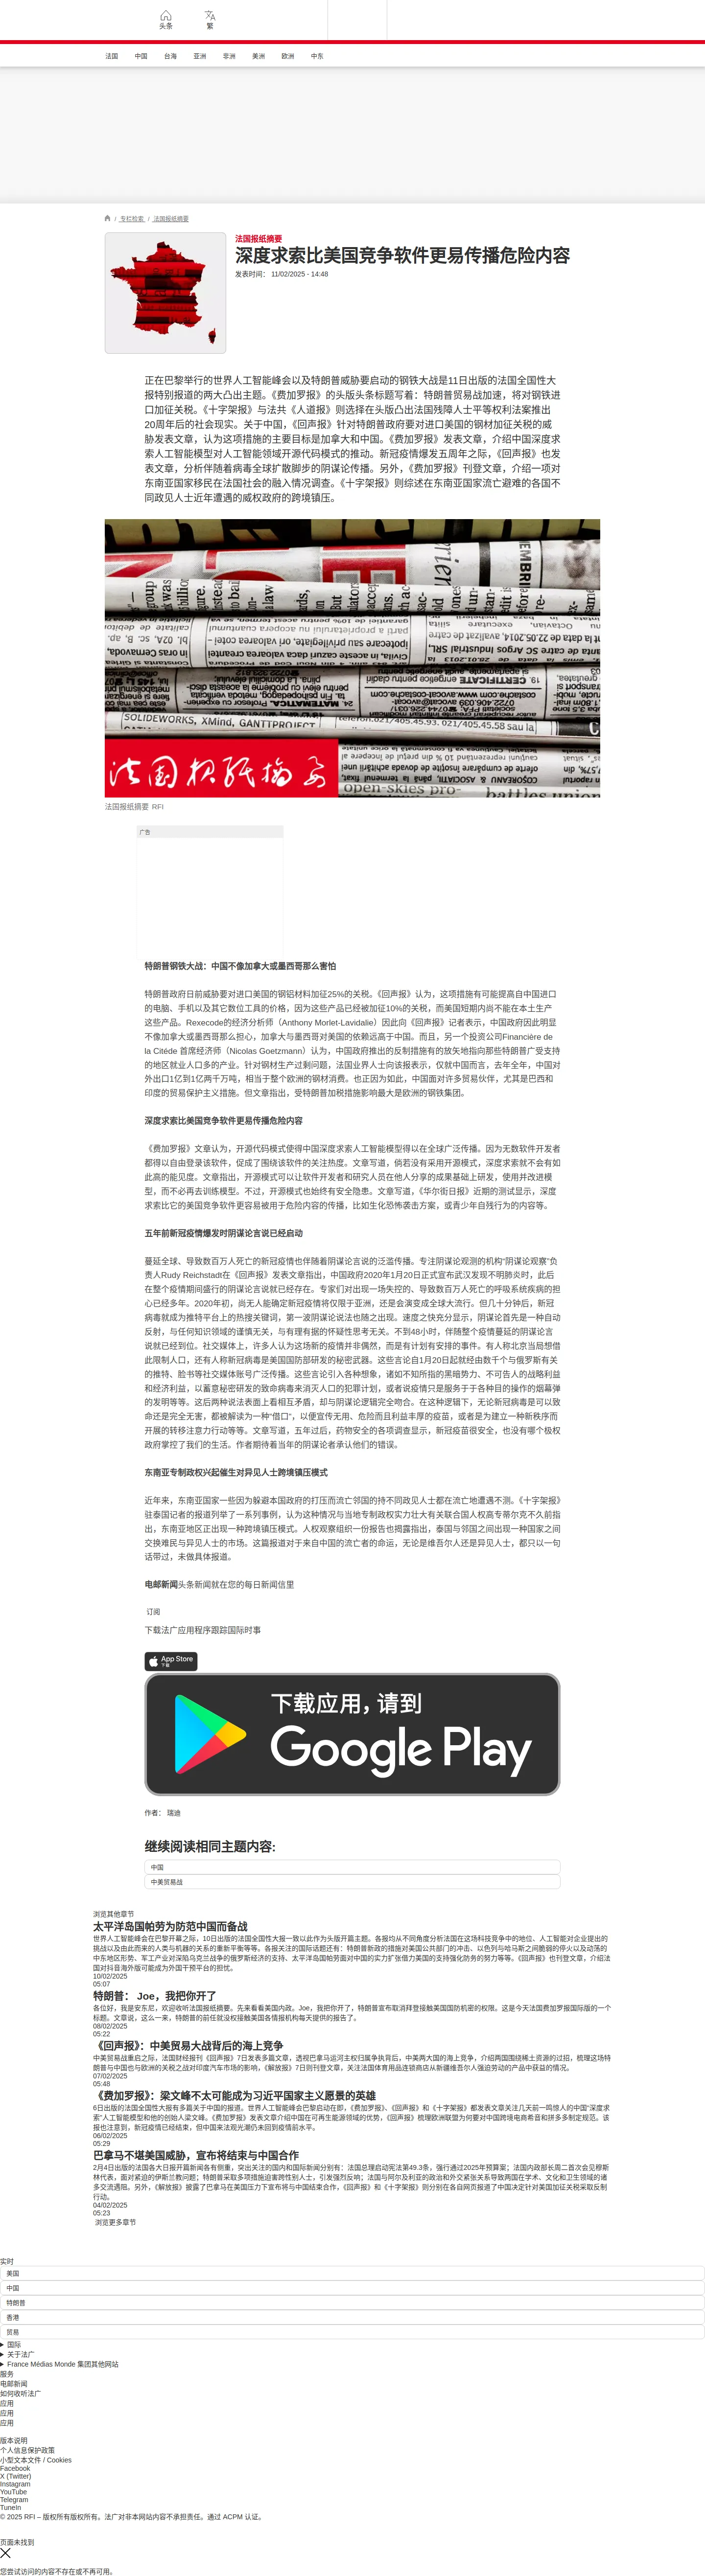 头条
繁
法国 中国 台海 亚洲 非洲 美洲 欧洲 中东
/ 专栏检索 / 法国报纸摘要
法国报纸摘要
深度求索比美国竞争软件更易传播危险内容
发表时间： 11/02/2025 - 14:48
正在巴黎举行的世界人工智能峰会以及特朗普威胁要启动的钢铁大战是11日出版的法国全国性大
报特别报道的两大凸出主题。《费加罗报》的头版头条标题写着：特朗普贸易战加速，将对钢铁进
口加征关税。《十字架报》与法共《人道报》则选择在头版凸出法国残障人士平等权利法案推出
20周年后的社会现实。关于中国，《回声报》针对特朗普政府要对进口美国的钢材加征关税的威
胁发表文章，认为这项措施的主要目标是加拿大和中国。《费加罗报》发表文章，介绍中国深度求
索人工智能模型对人工智能领域开源代码模式的推动。新冠疫情爆发五周年之际，《回声报》也发
表文章，分析伴随着病毒全球扩散脚步的阴谋论传播。另外，《费加罗报》刊登文章，介绍一项对
东南亚国家移民在法国社会的融入情况调查。《十字架报》则综述在东南亚国家流亡避难的各国不
同政见人士近年遭遇的威权政府的跨境镇压。
法国报纸摘要
法国报纸摘要 RFI
广告
特朗普钢铁大战：中国不像加拿大或墨西哥那么害怕
特朗普政府日前威胁要对进口美国的钢铝材料加征25%的关税。《回声报》认为，这项措施有可能提高自中国进口
的电脑、手机以及其它数位工具的价格，因为这些产品已经被加征10%的关税，而美国短期内尚不能在本土生产
这些产品。Rexecode的经济分析师（Anthony Morlet-Lavidalie）因此向《回声报》记者表示，中国政府因此明显
不像加拿大或墨西哥那么担心，加拿大与墨西哥对美国的依赖远高于中国。而且，另一个投资公司Financière de
la Citéde 首席经济师（Nicolas Goetzmann）认为，中国政府推出的反制措施有的放矢地指向那些特朗普广受支持
的地区就业人口多的产业。针对钢材生产过剩问题，法国业界人士向该报表示，仅就中国而言，去年全年，中国对
外出口1亿到1亿两千万吨，相当于整个欧洲的钢材消费。也正因为如此，中国面对许多贸易伙伴，尤其是巴西和
印度的贸易保护主义措施。但文章指出，受特朗普加税措施影响最大是欧洲的钢铁集团。
深度求索比美国竞争软件更易传播危险内容
《费加罗报》文章认为，开源代码模式使得中国深度求索人工智能模型得以在全球广泛传播。因为无数软件开发者
都得以自由登录该软件，促成了围绕该软件的关注热度。文章写道，倘若没有采用开源模式，深度求索就不会有如
此高的能见度。文章指出，开源模式可以让软件开发者和研究人员在他人分享的成果基础上研发，使用并改进模
型，而不必再去训练模型。不过，开源模式也始终有安全隐患。文章写道，《华尔街日报》近期的测试显示，深度
求索比它的美国竞争软件更容易被用于危险内容的传播，比如生化恐怖袭击方案，或青少年自残行为的内容等。
五年前新冠疫情爆发时阴谋论言说已经启动
蔓延全球、导致数百万人死亡的新冠疫情也伴随着阴谋论言说的泛滥传播。专注阴谋论观测的机构“阴谋论观察”负
责人Rudy Reichstadt在《回声报》发表文章指出，中国政府2020年1月20日正式宣布武汉发现不明肺炎时，此后
在整个疫情期间盛行的阴谋论言说就已经存在。专家们对出现一场失控的、导致数百万人死亡的呼吸系统疾病的担
心已经多年。2020年初，尚无人能确定新冠疫情将仅限于亚洲，还是会演变成全球大流行。但几十分钟后，新冠
病毒就成为推特平台上的热搜关键词，第一波阴谋论说法也随之出现。速度之快充分显示，阴谋论首先是一种自动
反射，与任何知识领域的谨慎无关，与有理有据的怀疑性思考无关。不到48小时，伴随整个疫情蔓延的阴谋论言
说就已经到位。社交媒体上，许多人认为这场新的疫情并非偶然，而是有计划有安排的事件。有人称北京当局想借
此限制人口，还有人称新冠病毒是美国国防部研发的秘密武器。这些言论自1月20日起就经由数千个与俄罗斯有关
的推特、脸书等社交媒体账号广泛传播。这些言论引入各种想象，诸如不知所指的黑暗势力、不可告人的战略利益
和经济利益，以蓄意秘密研发的致命病毒来消灭人口的犯罪计划，或者说疫情只是服务于于各种目的操作的烟幕弹
的发明等等。这后两种说法表面上看相互矛盾，却与阴谋论逻辑完全吻合。在这种逻辑下，无论新冠病毒是可以致
命还是完全无害，都被解读为一种“借口”，以便宣传无用、危险而且利益丰厚的疫苗，或者是为建立一种新秩序而
开展的转移注意力行动等等。文章写道，五年过后，药物安全的各项调查显示，新冠疫苗很安全，也没有哪个极权
政府掌控了我们的生活。作者期待着当年的阴谋论者承认他们的错误。
东南亚专制政权兴起催生对异见人士跨境镇压模式
近年来，东南亚国家一些因为躲避本国政府的打压而流亡邻国的持不同政见人士都在流亡地遭遇不测。《十字架报》
驻泰国记者的报道列举了一系列事例，认为这种情况与当地专制政权实力壮大有关联合国人权高专蒂尔克不久前指
出，东南亚地区正出现一种跨境镇压模式。人权观察组织一份报告也揭露指出，泰国与邻国之间出现一种国家之间
交换难民与异见人士的市场。这篇报道对于来自中国的流亡者的命运，无论是维吾尔人还是异见人士，都只以一句
话带过，未做具体报道。
电邮新闻头条新闻就在您的每日新闻信里
订阅
下载法广应用程序跟踪国际时事
App Store
下载
下载应用，请到
Google Play
作者： 瑞迪
继续阅读相同主题内容:
中国
中美贸易战
浏览其他章节
太平洋岛国帕劳为防范中国而备战
世界人工智能峰会在巴黎开幕之际，10日出版的法国全国性大报一致以此作为头版开篇主题。各报均从不同角度分析法国在这场科技竞争中的地位、人工智能对企业提出的
挑战以及由此而来的人类与机器的关系的重新平衡等等。各报关注的国际话题还有：特朗普新政的措施对美国公共部门的冲击、以色列与哈马斯之间脆弱的停火以及动荡的
中东地区形势、军工产业对深陷乌克兰战争的俄罗斯经济的支持、太平洋岛国帕劳面对中国的实力扩张借力美国的支持强化防务的努力等等。《回声报》也刊登文章，介绍法
国对抖音海外版可能成为外国干预平台的担忧。
10/02/2025
05:07
特朗普： Joe，我把你开了
各位好，我是安东尼，欢迎收听法国报纸摘要。先来看看美国内政。Joe，我把你开了，特朗普宣布取消拜登接触美国国防机密的权限。这是今天法国费加罗报国际版的一个
标题。文章说，这么一来，特朗普的前任就没权接触美国各情报机构每天提供的报告了。
08/02/2025
05:22
《回声报》：中美贸易大战背后的海上竞争
中美贸易战重启之际，法国财经报刊《回声报》7日发表多篇文章，透视巴拿马运河主权归属争执背后，中美两大国的海上竞争，介绍两国围绕稀土资源的过招，梳理这场特
朗普与中国也与欧洲的关税之战对印度汽车市场的影响，《解放报》7日则刊登文章，关注法国体育用品连锁商店从新疆维吾尔人强迫劳动的产品中获益的情况。
07/02/2025
05:48
《费加罗报》：梁文峰不太可能成为习近平国家主义愿景的英雄
6日出版的法国全国性大报有多篇关于中国的报道。世界人工智能峰会巴黎启动在即，《费加罗报》、《回声报》和《十字架报》都发表文章关注几天前一鸣惊人的中国“深度求
索”人工智能模型和他的创始人梁文峰。《费加罗报》发表文章介绍中国在可再生能源领域的优势，《回声报》梳理欧洲联盟为何要对中国跨境电商希音和拼多多制定规范。该
报也注意到，新冠疫情已经结束，但中国来法观光潮仍未回到疫情前水平。
06/02/2025
05:29
巴拿马不堪美国威胁，宣布将结束与中国合作
2月4日出版的法国各大日报开篇新闻各有侧重，突出关注的国内和国际新闻分别有：法国总理启动宪法第49.3条，强行通过2025年预算案；法国内政部长周二首次会见穆斯
林代表，面对紧迫的伊斯兰教问题；特朗普采取多项措施迫害跨性别人士，引发强烈反响；法国与阿尔及利亚的政治和外交紧张关系导致两国在学术、文化和卫生领域的诸
多交流遇阻。另外，《解放报》披露了巴拿马在美国压力下宣布将与中国结束合作，《回声报》和《十字架报》则分别在各自网页报道了中国决定针对美国加征关税采取反制
行动。
04/02/2025
05:23
浏览更多章节
实时
美国
中国
特朗普
香港
贸易
国际
关于法广
France Médias Monde 集团其他网站
服务
电邮新闻
如何收听法广
应用
应用
应用
版本说明
个人信息保护政策
小型文本文件 / Cookies
Facebook
X (Twitter)
Instagram
YouTube
Telegram
TuneIn
© 2025 RFI – 版权所有版权所有。法广对非本网站内容不承担责任。通过 ACPM 认证。
页面未找到
您尝试访问的内容不存在或不再可用。